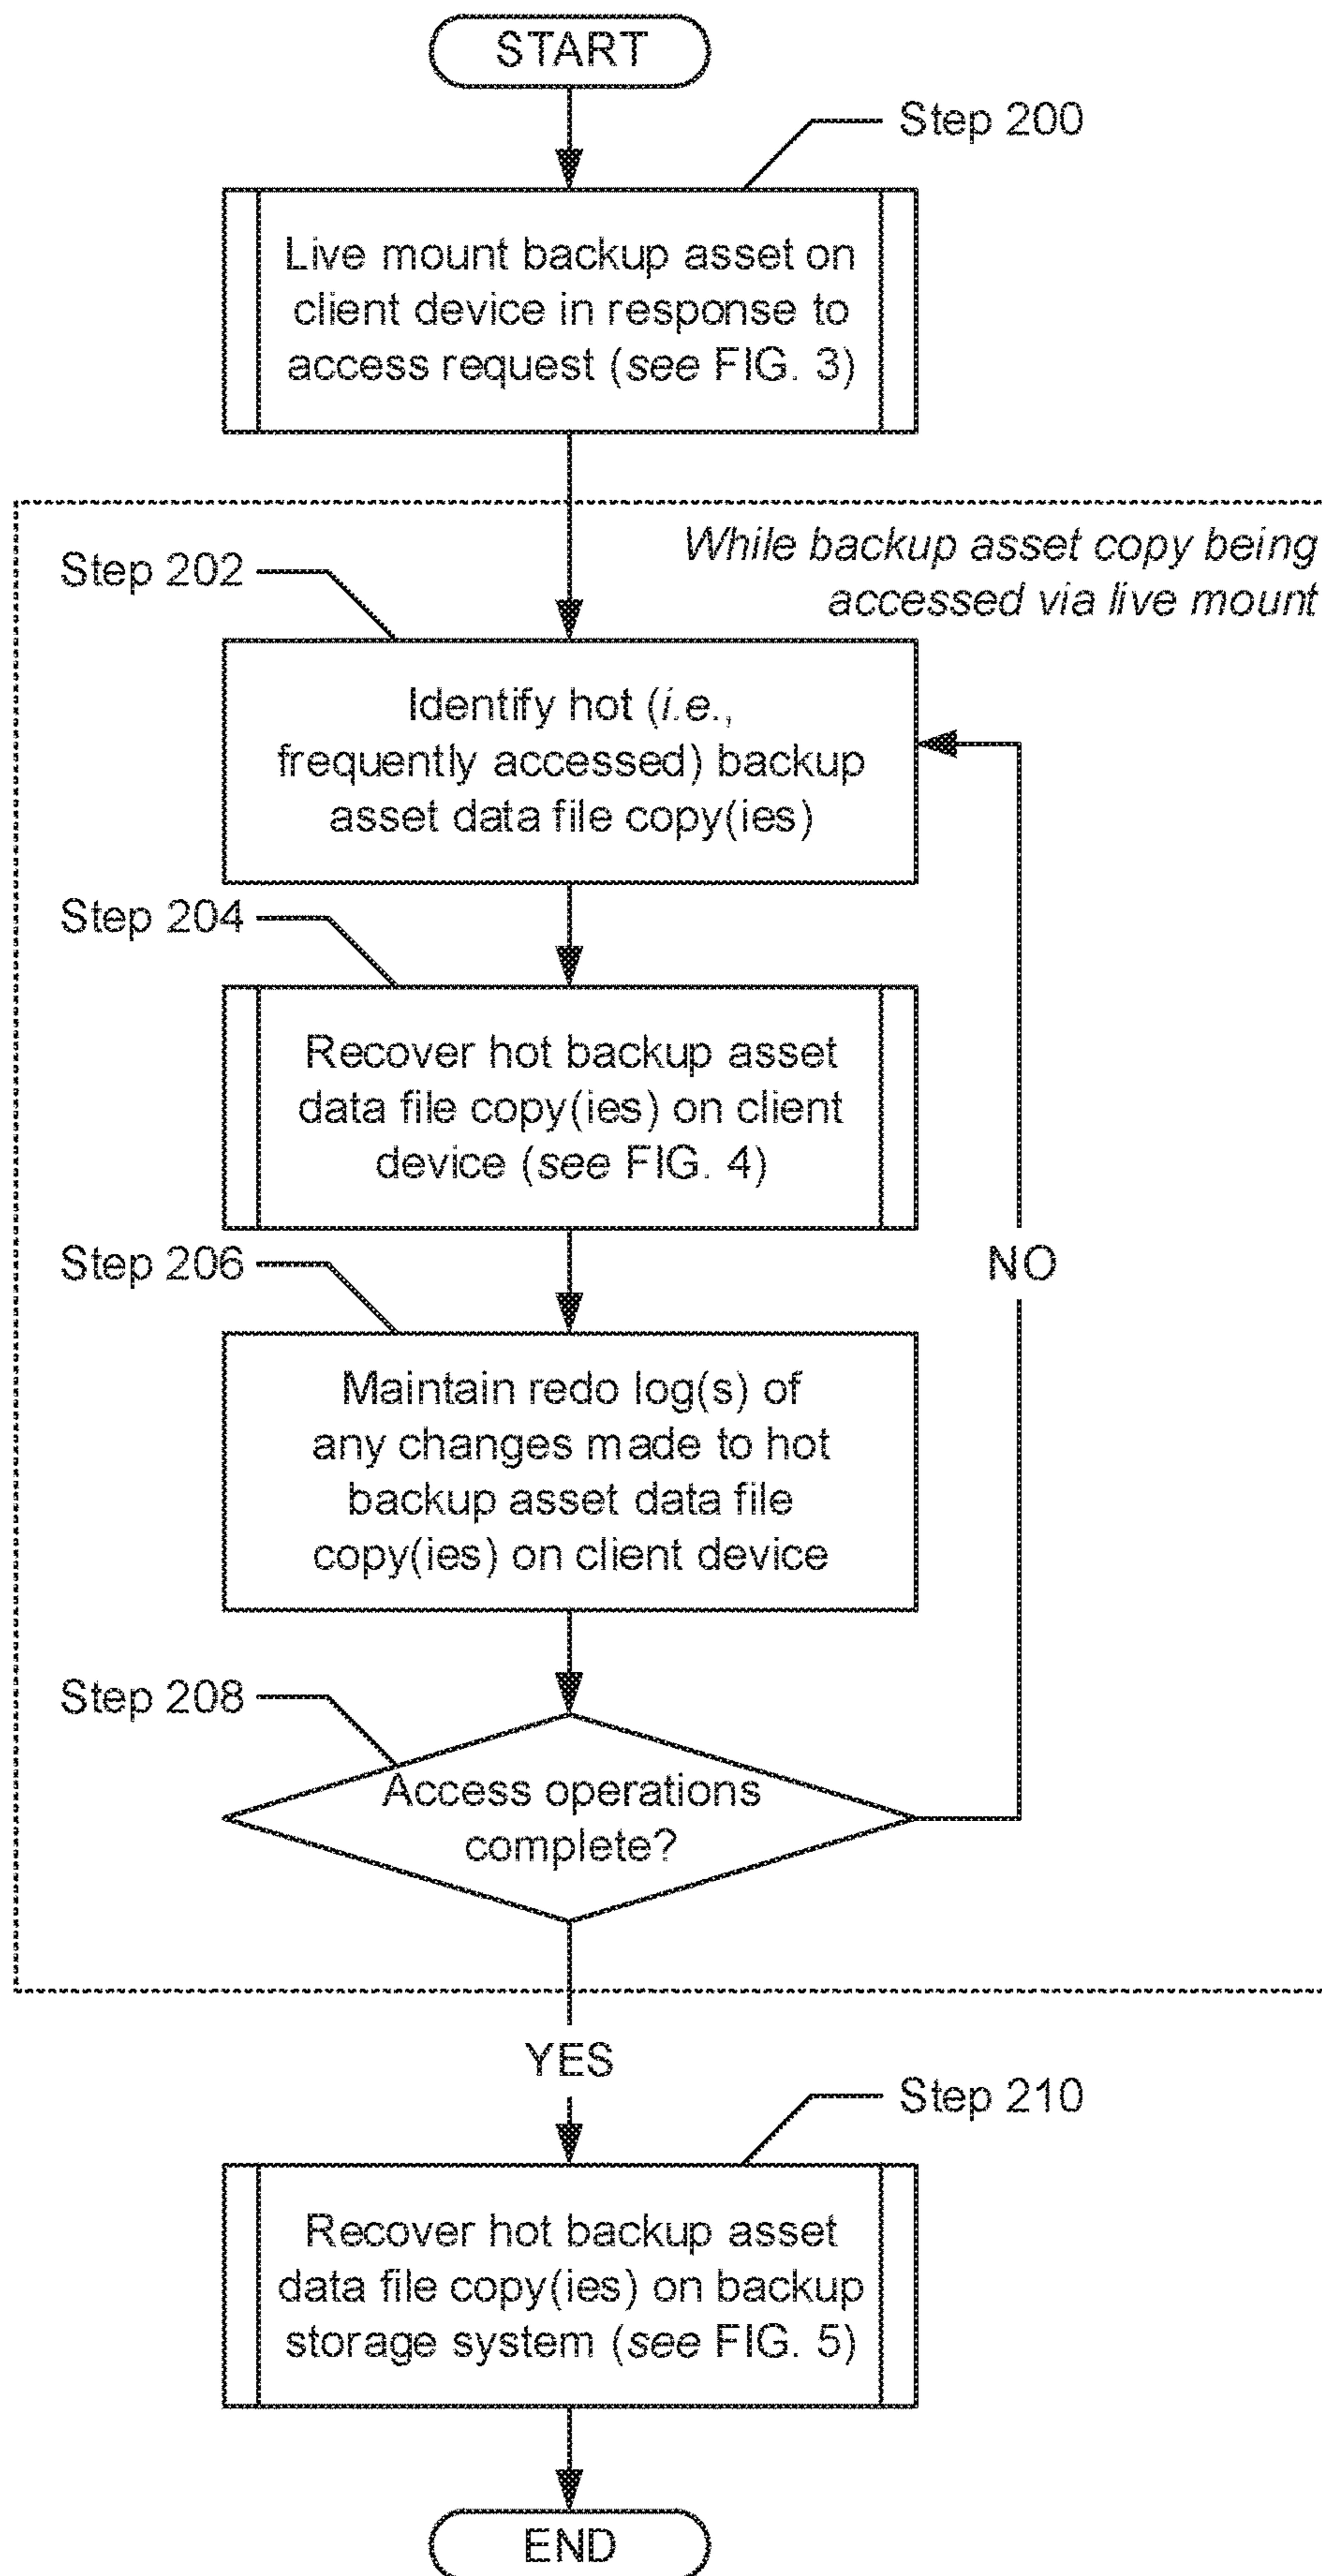 START
Step 200
Live mount backup asset on
client device in response to
access request (see FIG. 3)
While backup asset copy being
accessed via live mount
Step 202
Identify hot (i.e.,
frequently accessed) backup
asset data file copy(ies)
Step 204
Recover hot backup asset
data file copy(ies) on client
device (see FIG. 4)
Step 206
NO
Maintain redo log(s) of
any changes made to hot
backup asset data file
copy(ies) on client device
Step 208
Access operations
complete?
YES
Step 210
Recover hot backup asset
data file copy(ies) on backup
storage system (see FIG. 5)
END